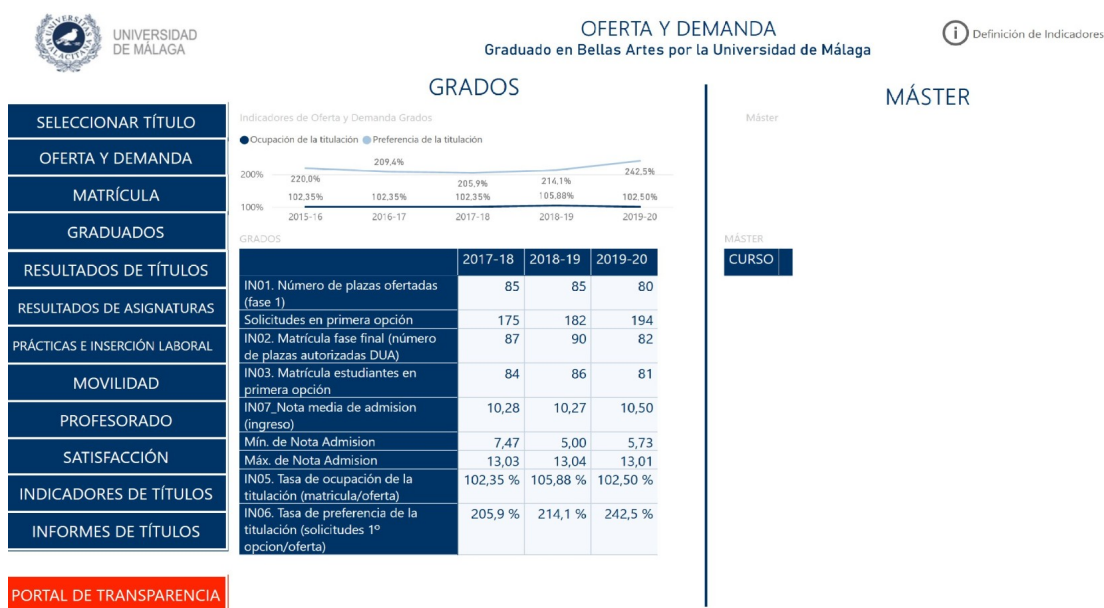 UNIVERSIDAD
DE MÁLAGA
OFERTA Y DEMANDA
Graduado en Bellas Artes por la Universidad de Málaga
i
Definición de Indicadores
SELECCIONAR TÍTULO
OFERTA Y DEMANDA
MATRÍCULA
GRADUADOS
RESULTADOS DE TÍTULOS
RESULTADOS DE ASIGNATURAS
PRÁCTICAS E INSERCIÓN LABORAL
MOVILIDAD
PROFESORADO
SATISFACCIÓN
INDICADORES DE TÍTULOS
INFORMES DE TÍTULOS
PORTAL DE TRANSPARENCIA
GRADOS
Indicadores de Oferta y Demanda Grados
Ocupación de la titulación Preferencia de la titulación
200%
100%
220,0% 209,4% 205,9% 214,1% 242,5%
102,35% 102,35% 102,35% 105,88% 102,50%
2015-16 2016-17 2017-18 2018-19 2019-20
GRADOS
2017-18 2018-19 2019-20
IN01. Número de plazas ofertadas
(fase 1) 85 85 80
Solicitudes en primera opción 175 182 194
IN02. Matrícula fase final (número
de plazas autorizadas DUA) 87 90 82
IN03. Matrícula estudiantes en
primera opción 84 86 81
IN07_Nota media de admision
(ingreso) 10,28 10,27 10,50
Mín. de Nota Admision 7,47 5,00 5,73
Máx. de Nota Admision 13,03 13,04 13,01
IN05. Tasa de ocupación de la
titulación (matricula/oferta) 102,35 % 105,88 % 102,50 %
IN06. Tasa de preferencia de la
titulación (solicitudes 1º
opcion/oferta) 205,9 % 214,1 % 242,5 %
MÁSTER
Máster
MÁSTER
CURSO